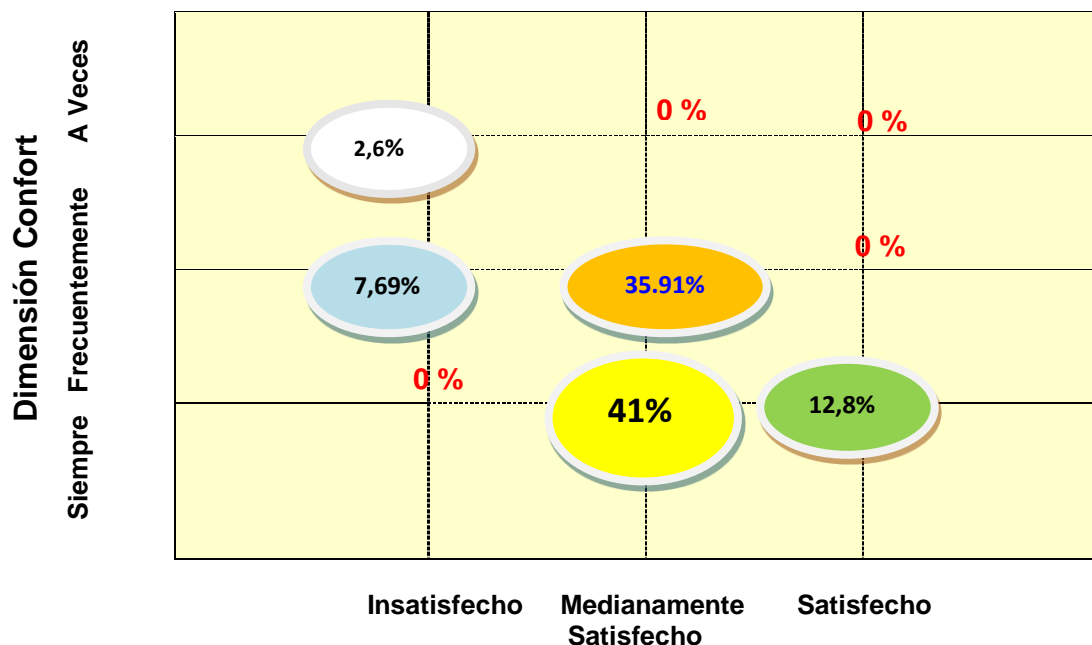 Dimensión Confort
A Veces
Frecuentemente
Siempre
0 %
0 %
2,6%
0 %
7,69%
35.91%
0 %
41%
12,8%
Insatisfecho
Medianamente
Satisfecho
Satisfecho